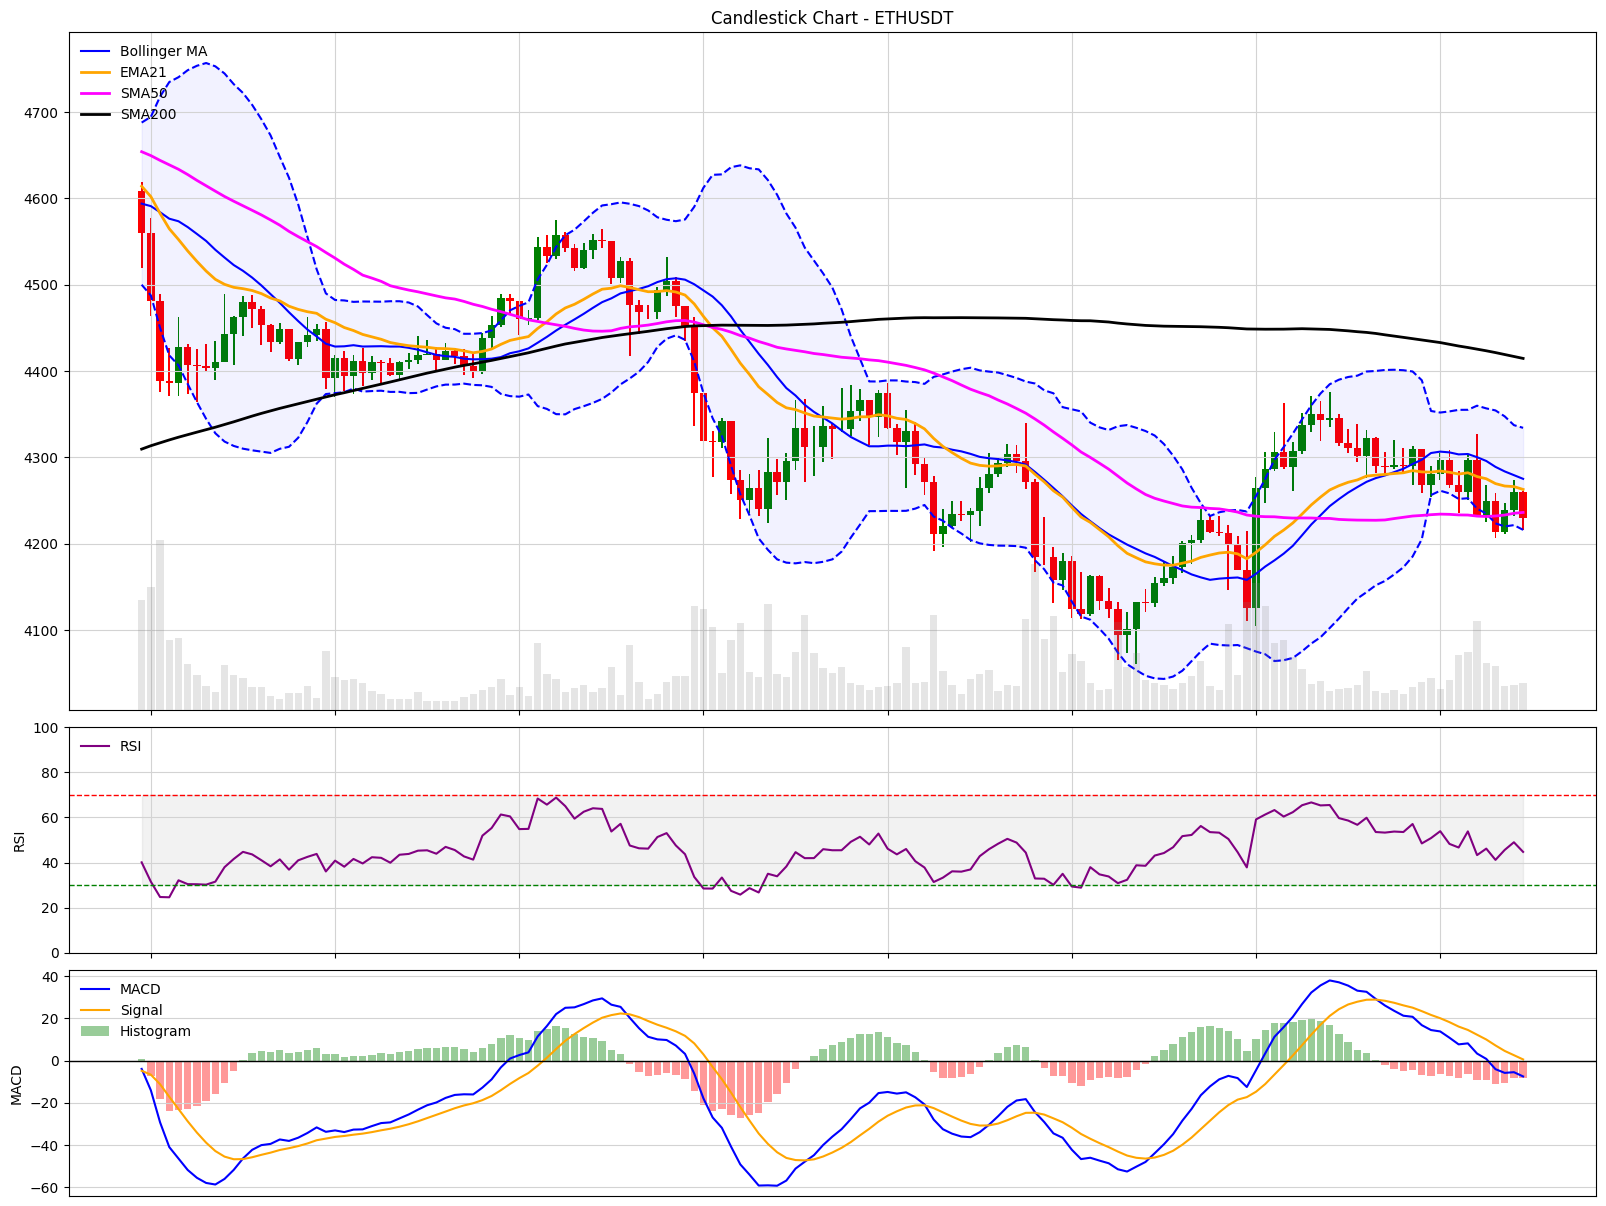 Candlestick Chart - ETHUSDT
Bollinger MA
EMA21
SMA50
SMA200
4700
4600
4500
4400
4300
4200
4100
RSI
100
80
60
40
20
0
RSI
MACD
Signal
Histogram
40
20
0
−20
−40
−60
MACD